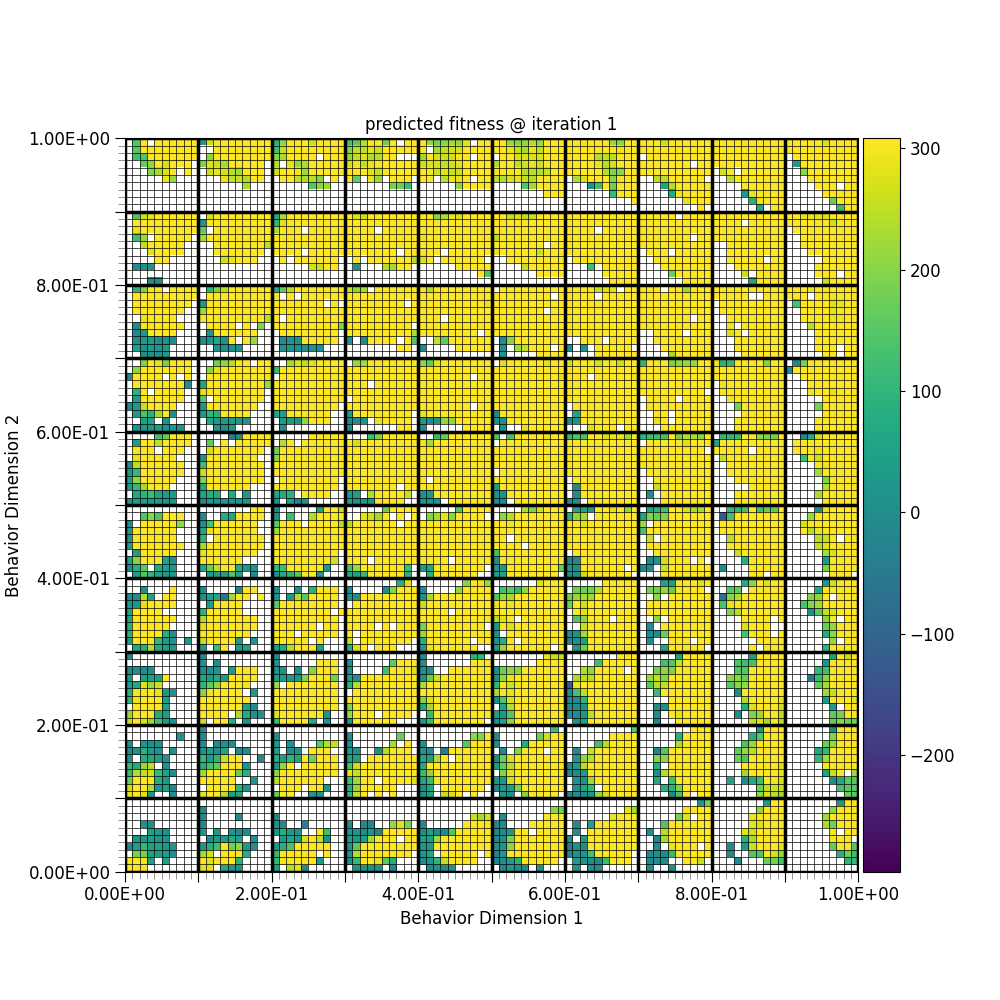 predicted fitness @ iteration 1
1.00E+00
8.00E-01
6.00E-01
4.00E-01
2.00E-01
0.00E+00
Behavior Dimension 2
0.00E+00 2.00E-01 4.00E-01 6.00E-01 8.00E-01 1.00E+00
Behavior Dimension 1
300
200
100
0
−100
−200